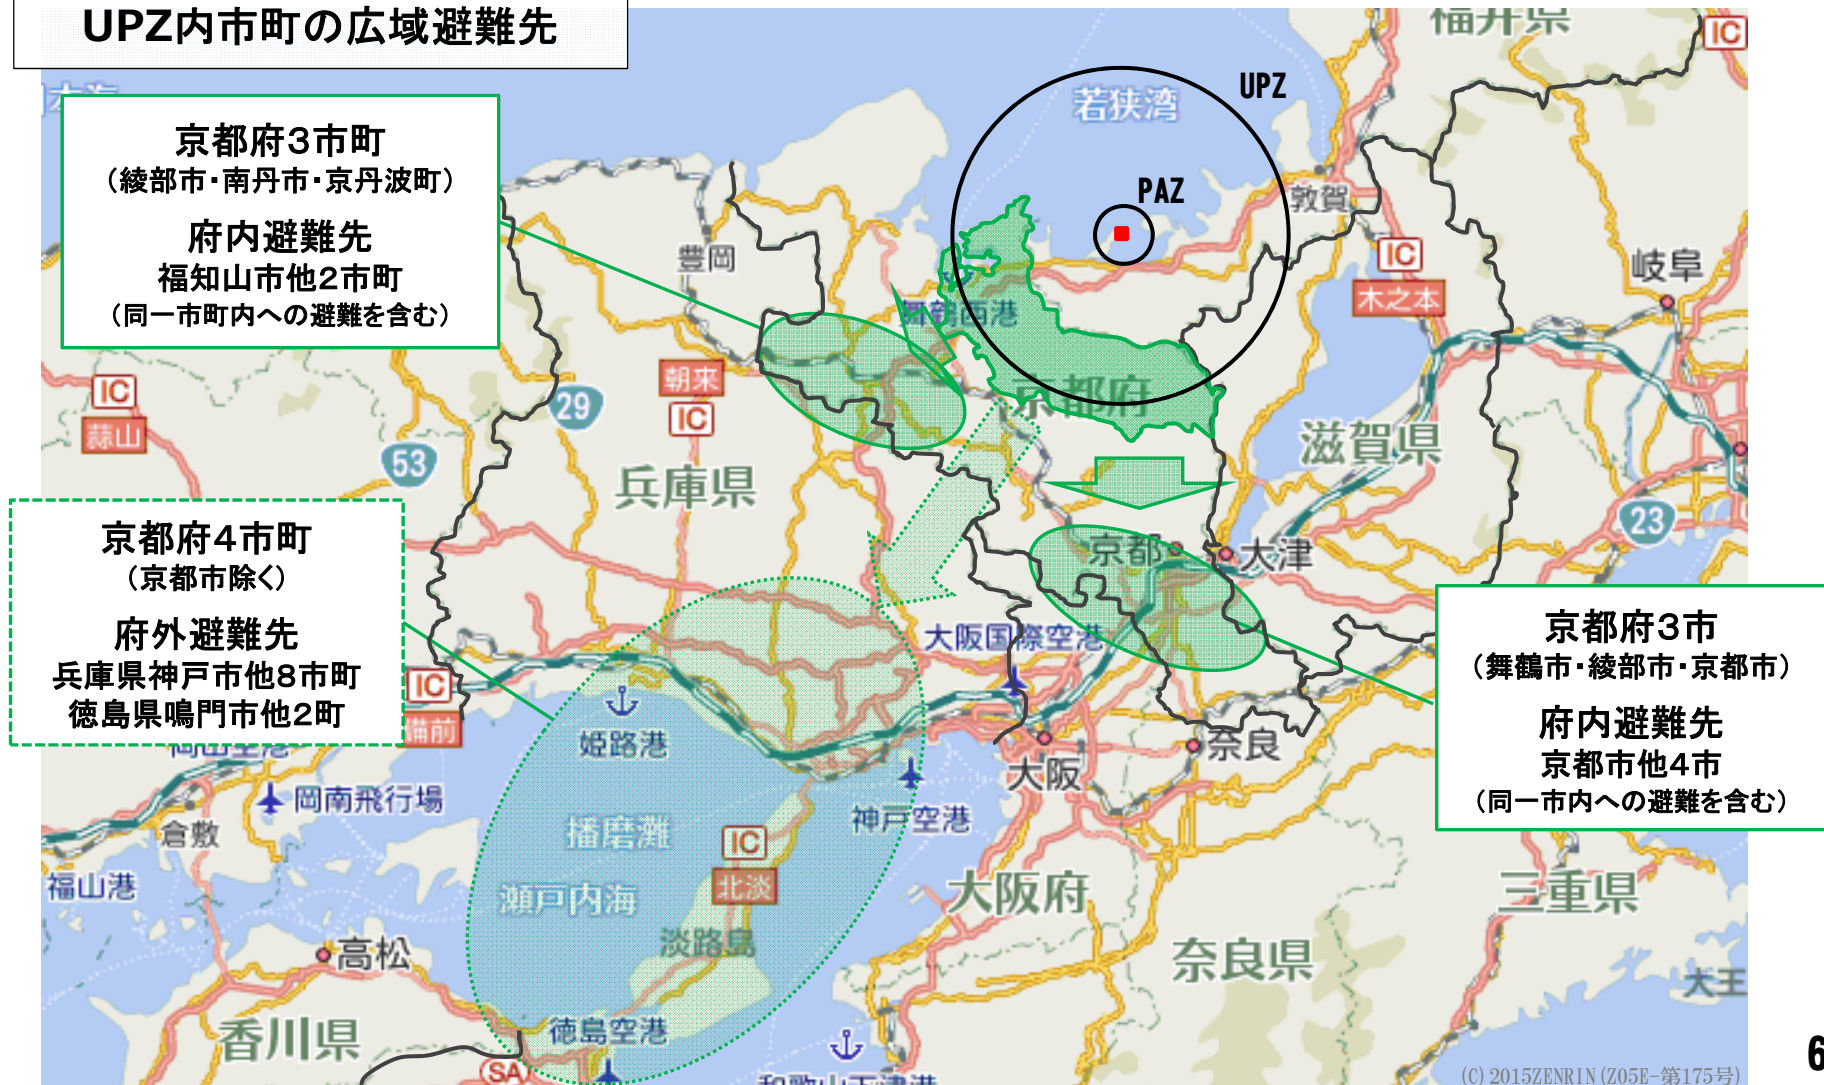 UPZ内市町の広域避難先
福井県
IC
UPZ
若狭湾
PAZ
敦賀
京都府3市町
（綾部市・南丹市・京丹波町）
府内避難先
福知山市他2市町
（同一市町内への避難を含む）
豊岡
IC
木之本
岐阜
舞鶴西港
朝来
IC
IC
蒜山
29
53
京都府
滋賀県
兵庫県
23
京都府4市町
（京都市除く）
府外避難先
兵庫県神戸市他8市町
徳島県鳴門市他2町
京都
大津
京都府3市
（舞鶴市・綾部市・京都市）
府内避難先
京都市他4市
（同一市内への避難を含む）
大阪国際空港
IC
備前
姫路港
奈良
大阪
岡南飛行場
倉敷
神戸空港
播磨灘
IC
北淡
福山港
瀬戸内海
大阪府
三重県
淡路島
高松
奈良県
大王
香川県
徳島空港
SA
和歌山下津港
6
(C)2015ZENRIN(Z05E-第175号)